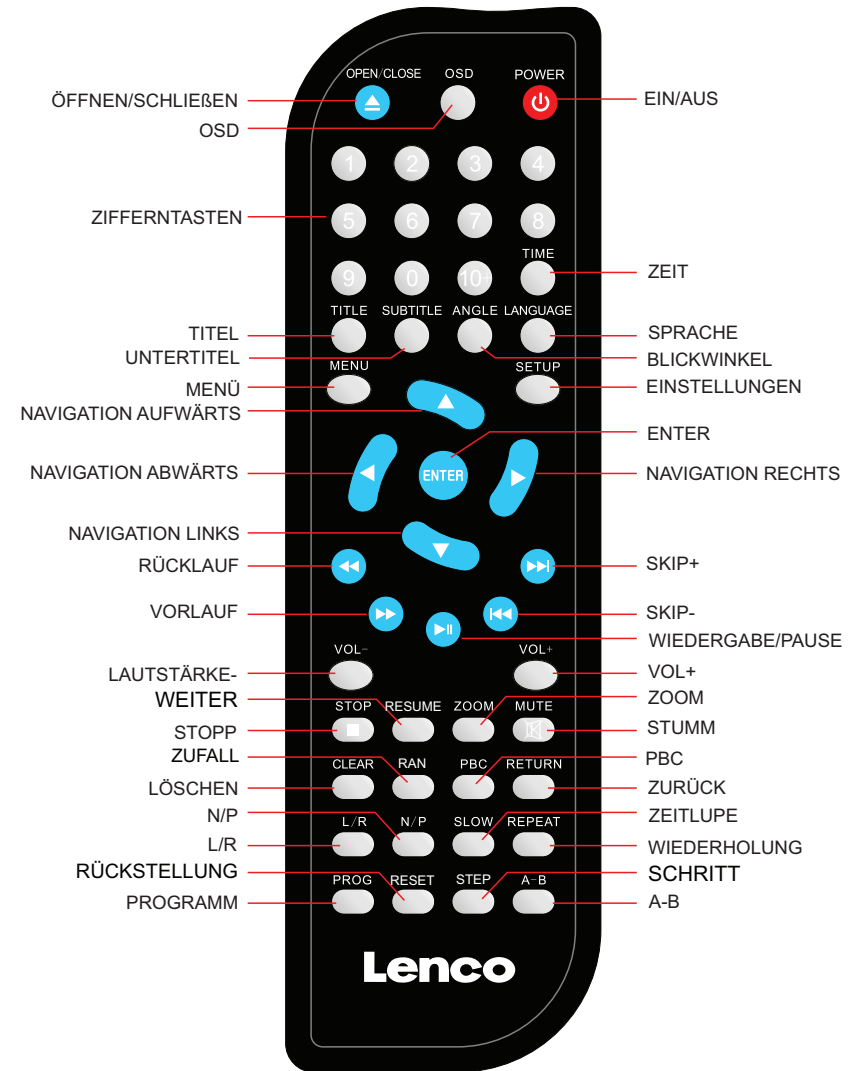 OPEN/CLOSE OSD POWER
ÖFFNEN/SCHLIEßEN
EIN/AUS
OSD
1 2 3 4
ZIFFERNTASTEN
5 6 7 8
TIME
9 0 10+
ZEIT
TITLE SUBTITLE ANGLE LANGUAGE
TITEL
SPRACHE
UNTERTITEL
BLICKWINKEL
MENU SETUP
MENÜ
EINSTELLUNGEN
NAVIGATION AUFWÄRTS
ENTER
NAVIGATION ABWÄRTS
ENTER
NAVIGATION RECHTS
NAVIGATION LINKS
RÜCKLAUF
SKIP+
VORLAUF
SKIP-
WIEDERGABE/PAUSE
VOL- VOL+
LAUTSTÄRKE-
VOL+
WEITER
ZOOM
STOP RESUME ZOOM MUTE
STOPP
STUMM
ZUFALL
PBC
CLEAR RAN PBC RETURN
LÖSCHEN
ZURÜCK
N/P
ZEITLUPE
L/R N/P SLOW REPEAT
L/R
WIEDERHOLUNG
RÜCKSTELLUNG
SCHRITT
PROG RESET STEP A-B
PROGRAMM
A-B
Lenco